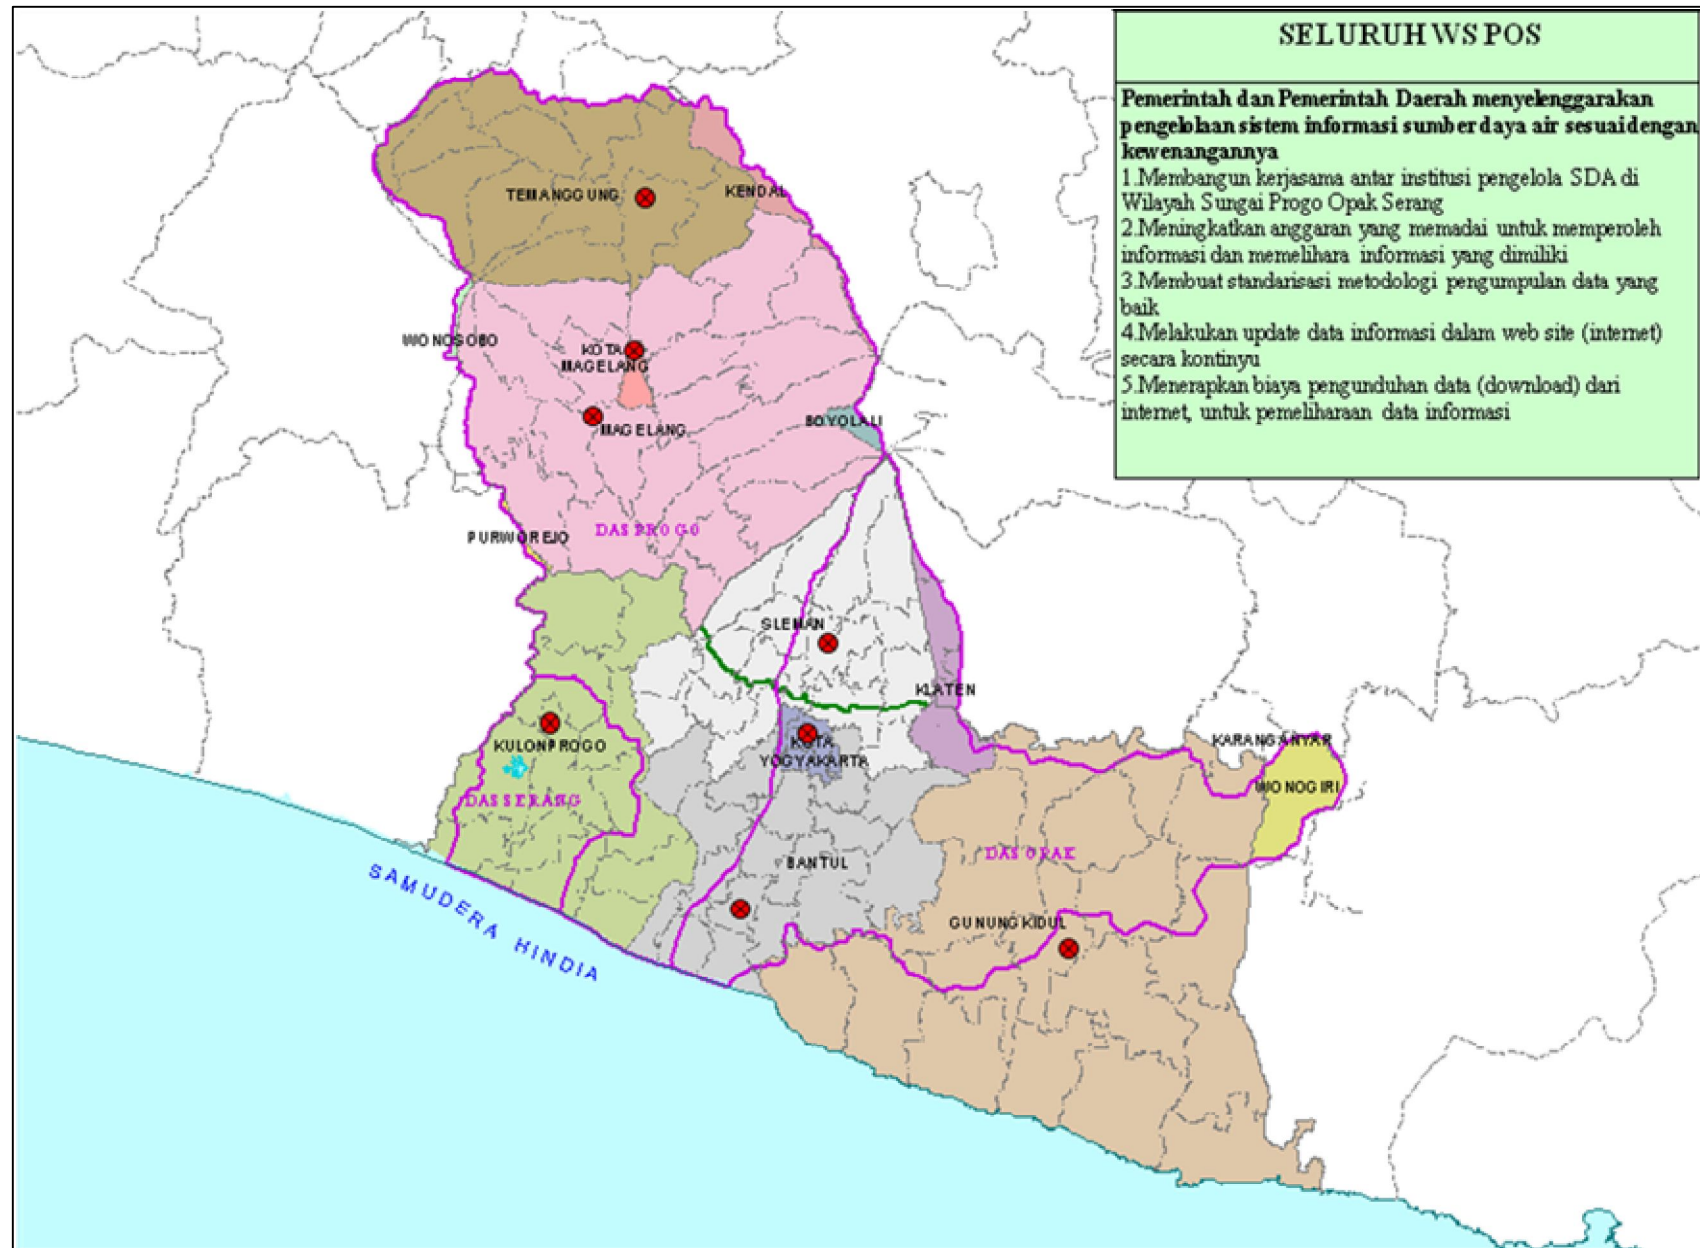 SELURUH WS POS
Pemerintah dan Pemerintah Daerah menyelenggarakan
pengelolaan sistem informasi sumber daya air sesuai dengan
kewenangannya
1.Membangun kerjasama antar institusi pengelola SDA di
Wilayah Sungai Progo Opak Serang
2.Meningkatkan anggaran yang memadai untuk memperoleh
informasi dan memelihara informasi yang dimiliki
3.Membuat standarisasi metodologi pengumpulan data yang
baik
4.Melakukan update data informasi dalam web site (internet)
secara kontinyu
5.Menerapkan biaya pengunduhan data (download) dari
internet, untuk pemeliharaan data informasi
TEMANGGUNG
KENDAL
WONOSOBO
KOTA
MAGELANG
MAGELANG
BOYOLALI
PURWOREJO
DAS PROGO
SLEMAN
KLATEN
KULONPROGO
KOTA
YOGYAKARTA
KARANGANYAR
WONOGIRI
DAS SERANG
BANTUL
DAS OPAK
GUNUNGKIDUL
SAMUDERA HINDIA